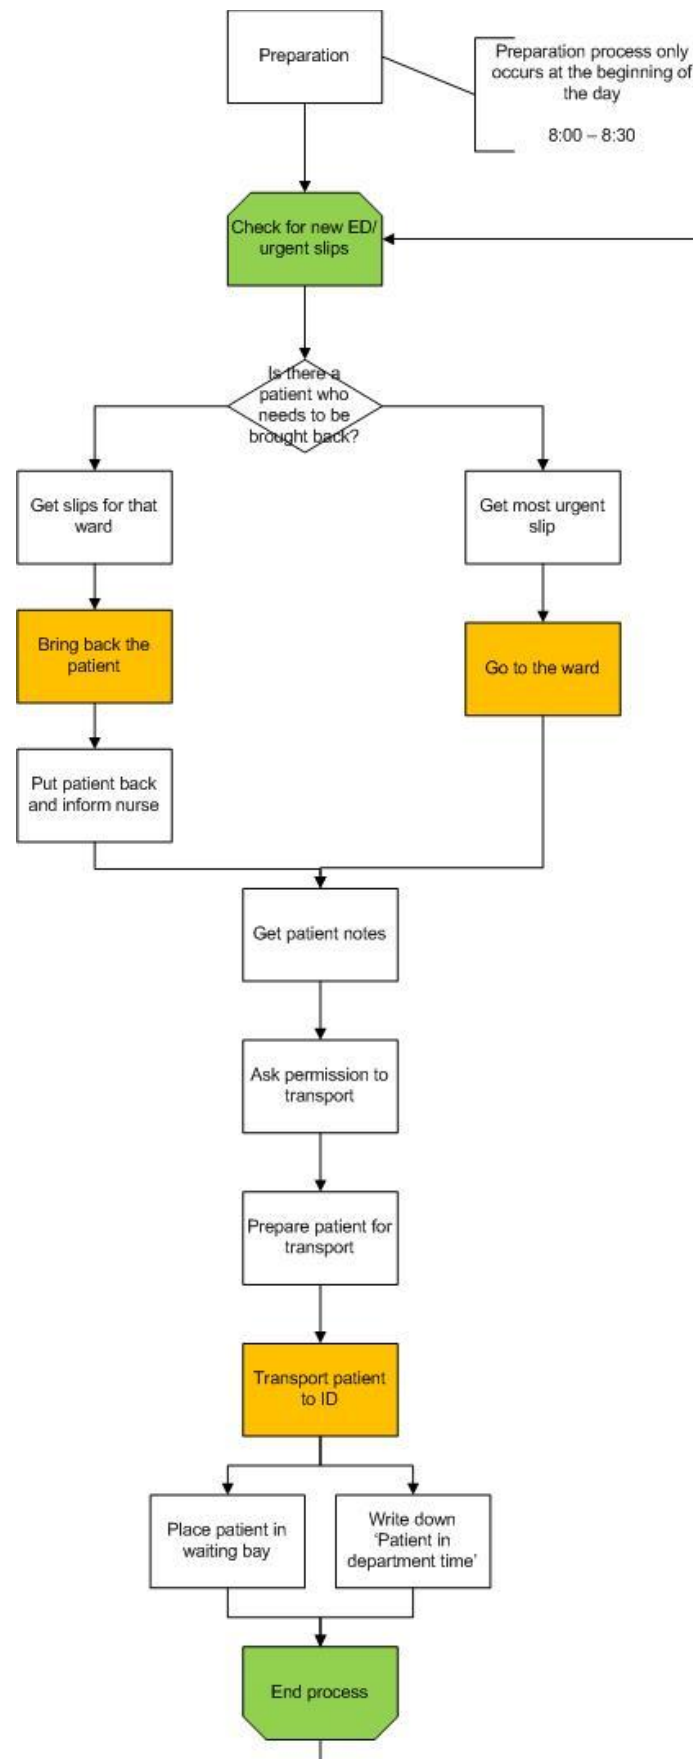 Preparation
Preparation process only
occurs at the beginning of
the day
8:00 – 8:30
Check for new ED/
urgent slips
Is there a
patient who
needs to be
brought back?
Get slips for that
ward
Get most urgent
slip
Bring back the
patient
Go to the ward
Put patient back
and inform nurse
Get patient notes
Ask permission to
transport
Prepare patient for
transport
Transport patient
to ID
Place patient in
waiting bay
Write down
‘Patient in
department time’
End process